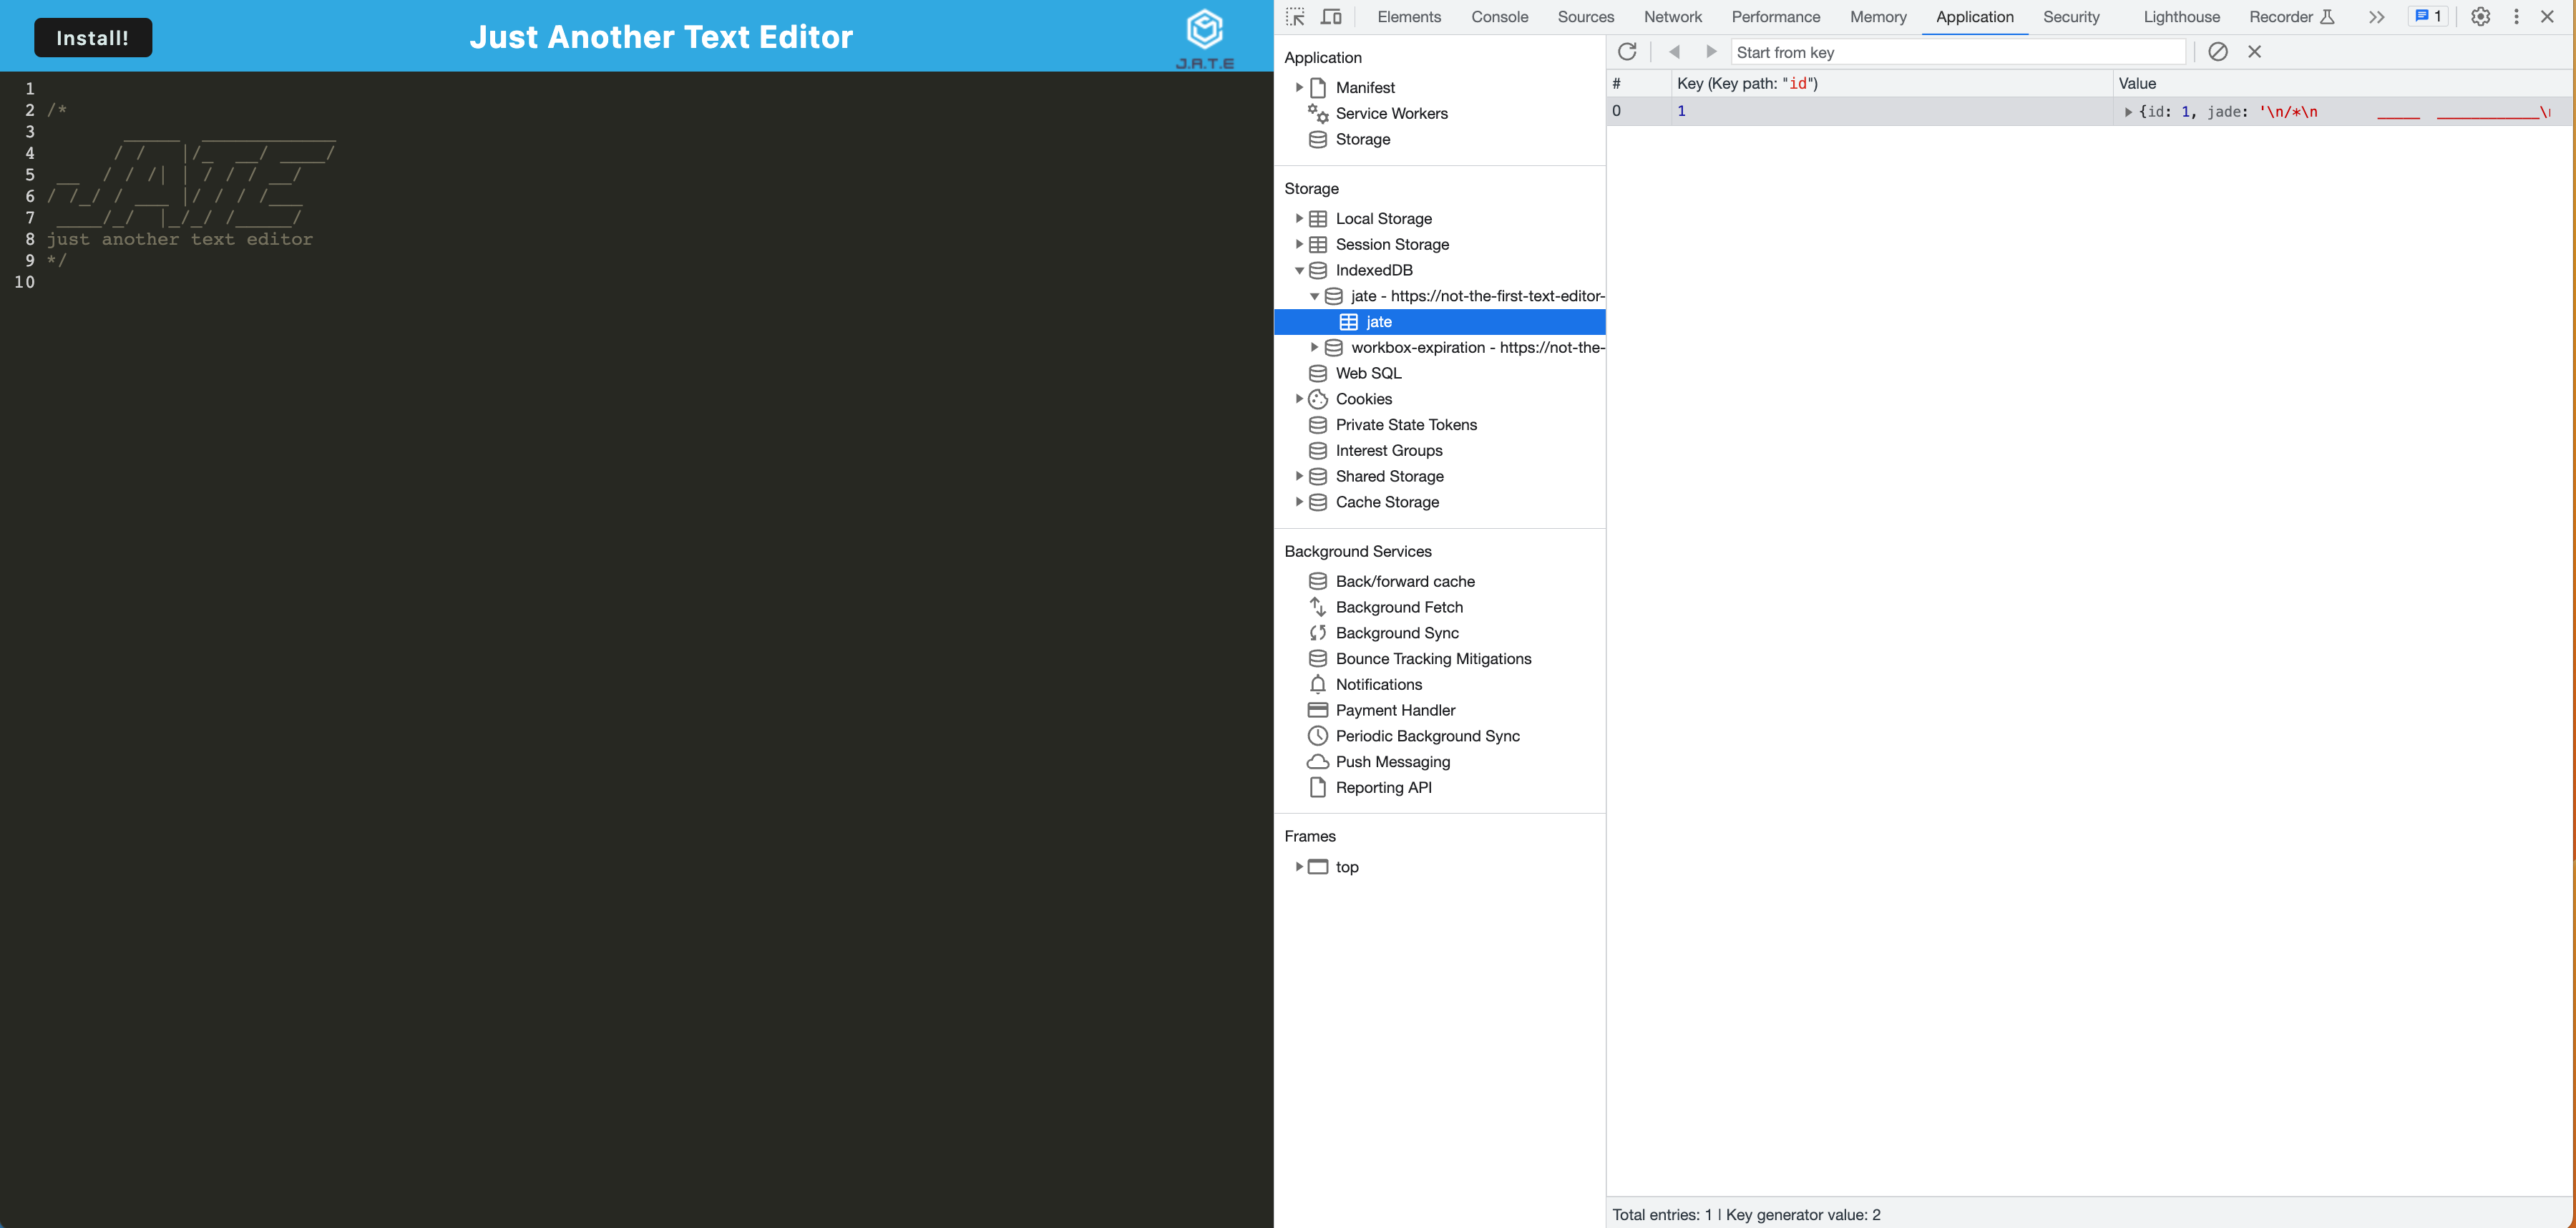 Install!
Just Another Text Editor
J.A.T.E
1
2 /*
3        _____  ____________
4       / /   |/_  __/ ____/
5  __  / / /| | / / / __/
6 / /_/ / ___ |/ / / /___
7  ____/_/  |_/_/ /_____/
8 just another text editor
9 */
10
Elements Console Sources Network Performance Memory Application Security Lighthouse Recorder 1
Application
Manifest
Service Workers
Storage
Storage
Local Storage
Session Storage
IndexedDB
jate - https://not-the-first-text-editor-
jate
workbox-expiration - https://not-the-
Web SQL
Cookies
Private State Tokens
Interest Groups
Shared Storage
Cache Storage
Background Services
Back/forward cache
Background Fetch
Background Sync
Bounce Tracking Mitigations
Notifications
Payment Handler
Periodic Background Sync
Push Messaging
Reporting API
Frames
top
Start from key
# Key (Key path: "id") Value
0 1 {id: 1, jade: '\n/*\n       _____  ____________\
Total entries: 1 | Key generator value: 2